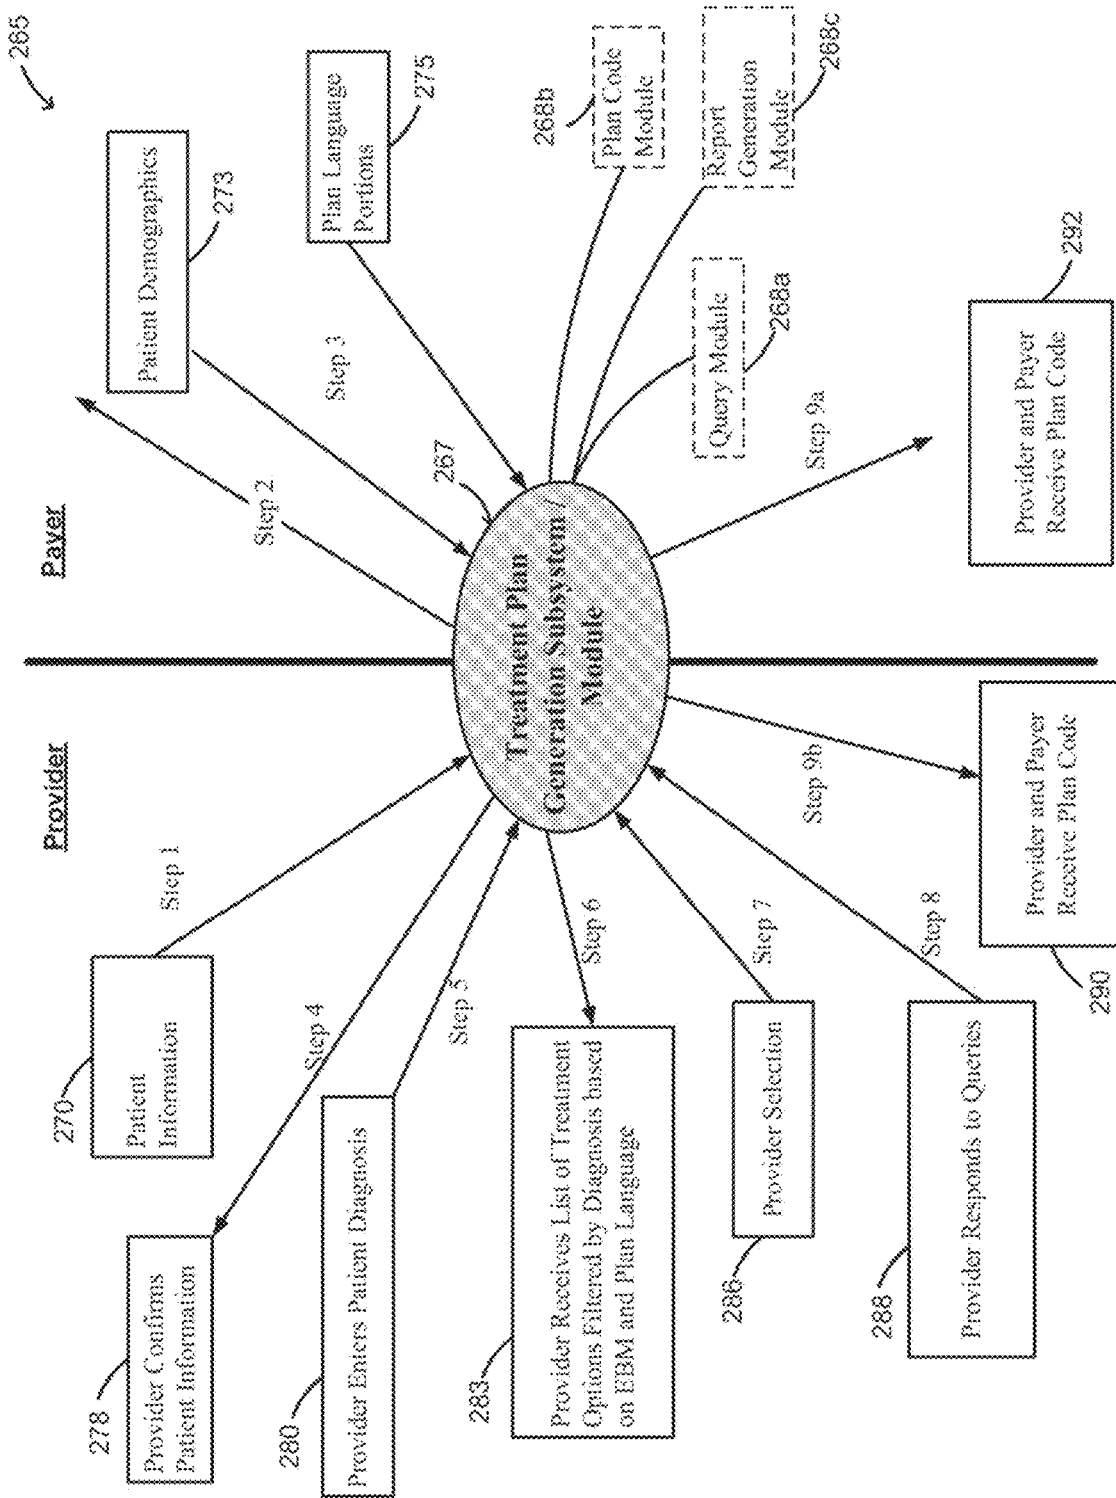 265
Provider
Payer
270
Patient
Information
Step 1
Step 2
Patient Demographics
273
278
Provider Confirms
Patient Information
Step 4
Step 3
Plan Language
Portions
275
280
Provider Enters Patient Diagnosis
Step 5
267
Treatment Plan
Generation Subsystem /
Module
268b
Plan Code
Module
283
Provider Receives List of Treatment
Options Filtered by Diagnosis based
on EBM and Plan Language
Step 6
Report
Generation
Module
268c
Query Module
268a
286
Provider Selection
Step 7
288
Provider Responds to Queries
Step 8
Step 9b
Step 9a
290
Provider and Payer
Receive Plan Code
292
Provider and Payer
Receive Plan Code